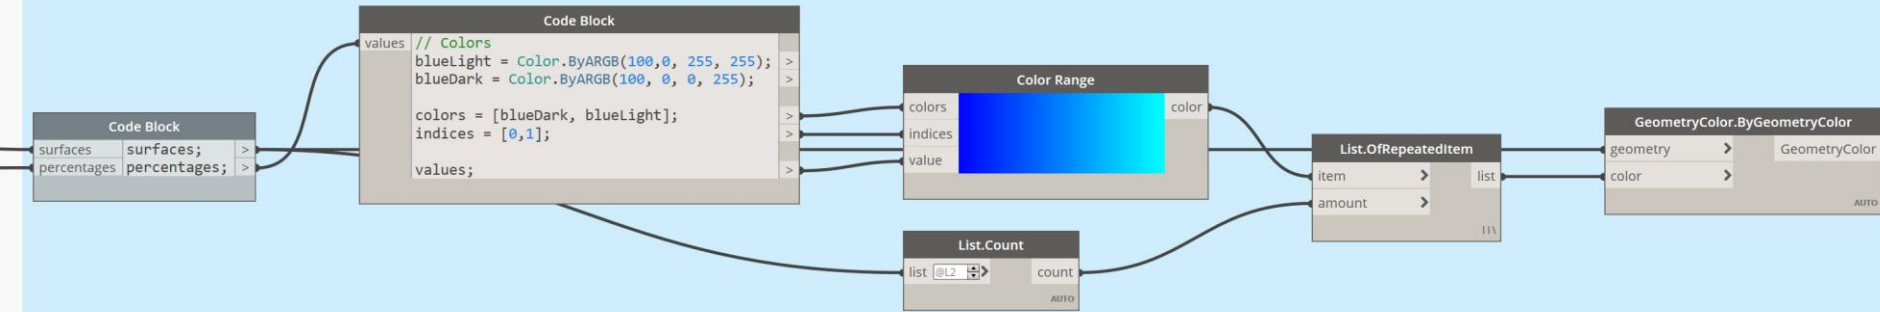 Code Block
surfaces surfaces; >
percentages percentages; >
Code Block
values // Colors
blueLight = Color.ByARGB(100,0, 255, 255); >
blueDark = Color.ByARGB(100, 0, 0, 255); >
colors = [blueDark, blueLight]; >
indices = [0,1]; >
values; >
Color Range
colors color
indices
value
List.Count
list @L2 > count
AUTO
List.OfRepeatedItem
item > list
amount >
GeometryColor.ByGeometryColor
geometry > GeometryColor
color >
AUTO